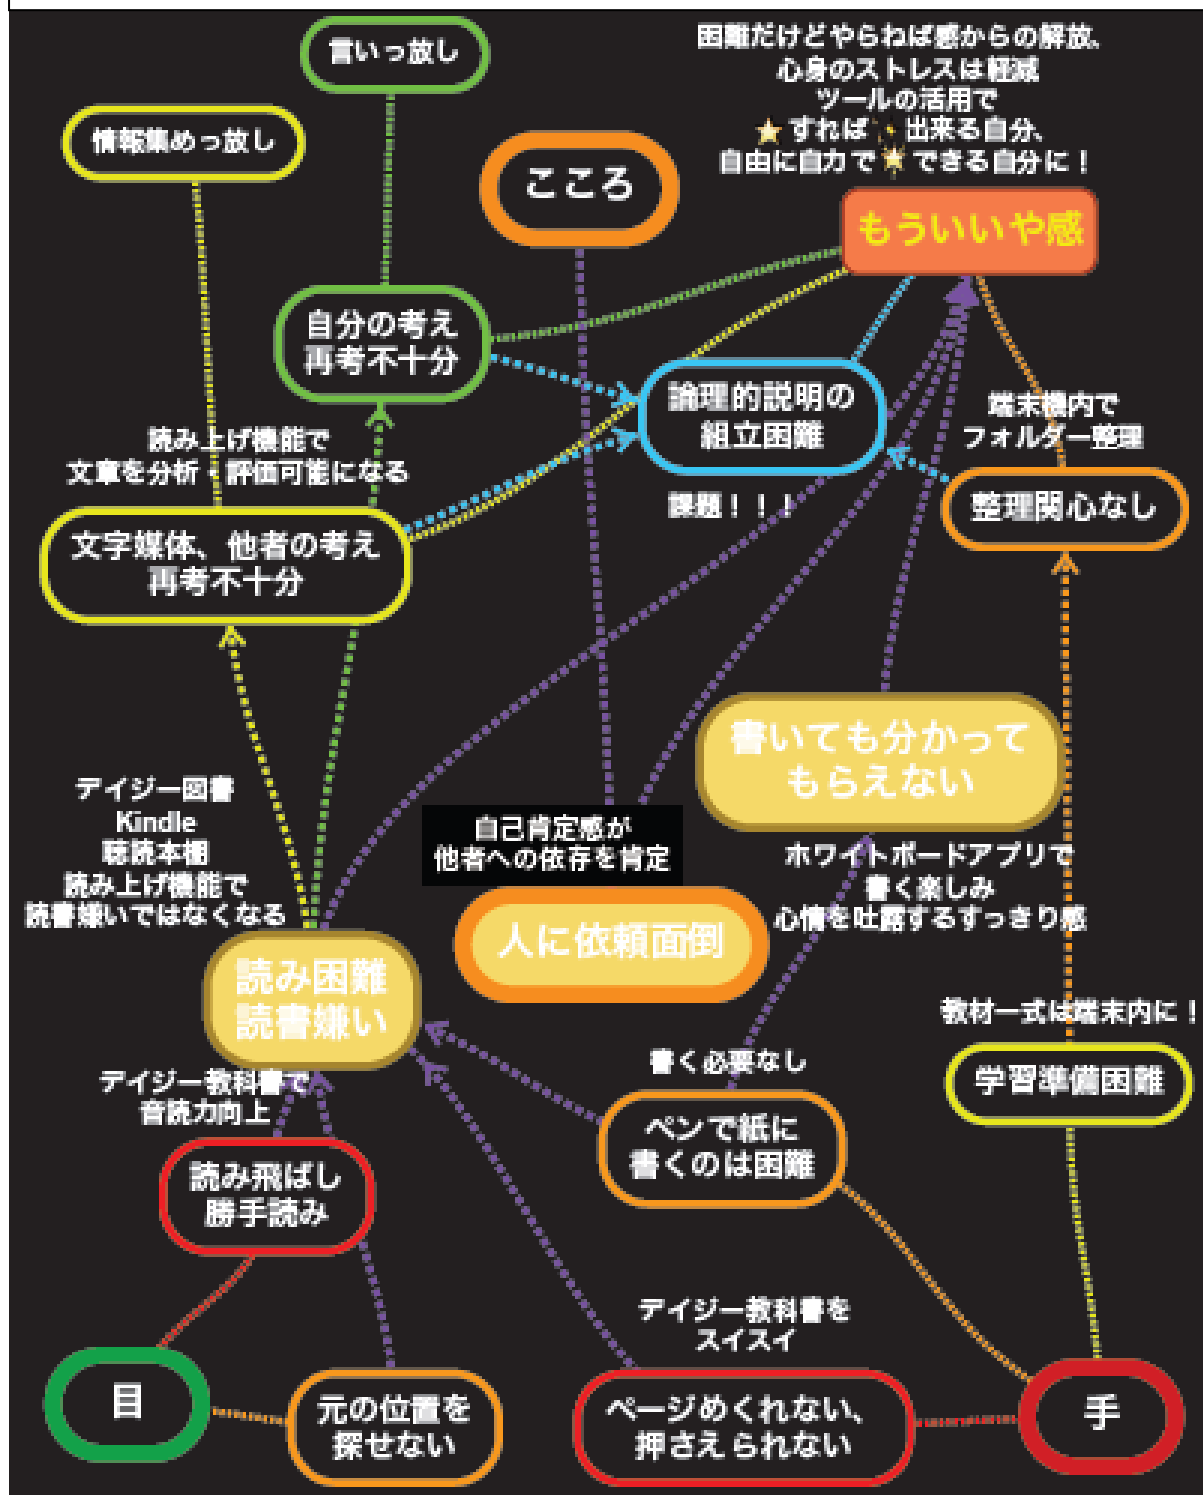 言いっ放し
困難だけどやらねば感からの解放、
心身のストレスは軽減
ツールの活用で
⭐すれば✨出来る自分、
自由に自力で🌟できる自分に！
情報集めっ放し
こころ
もういいや感
自分の考え
再考不十分
論理的説明の
組立困難
端末機内で
フォルダー整理
読み上げ機能で
文章を分析・評価可能になる
課題！！！
整理関心なし
文字媒体、他者の考え
再考不十分
書いても分かって
もらえない
デイジー図書
Kindle
聴読本棚
読み上げ機能で
読書嫌いではなくなる
自己肯定感が
他者への依存を肯定
ホワイトボードアプリで
書く楽しみ
心情を吐露するすっきり感
人に依頼面倒
読み困難
読書嫌い
教材一式は端末内に！
書く必要なし
学習準備困難
デイジー教科書で
音読力向上
ペンで紙に
書くのは困難
読み飛ばし
勝手読み
デイジー教科書を
スイスイ
目
元の位置を
探せない
ページめくれない、
押さえられない
手